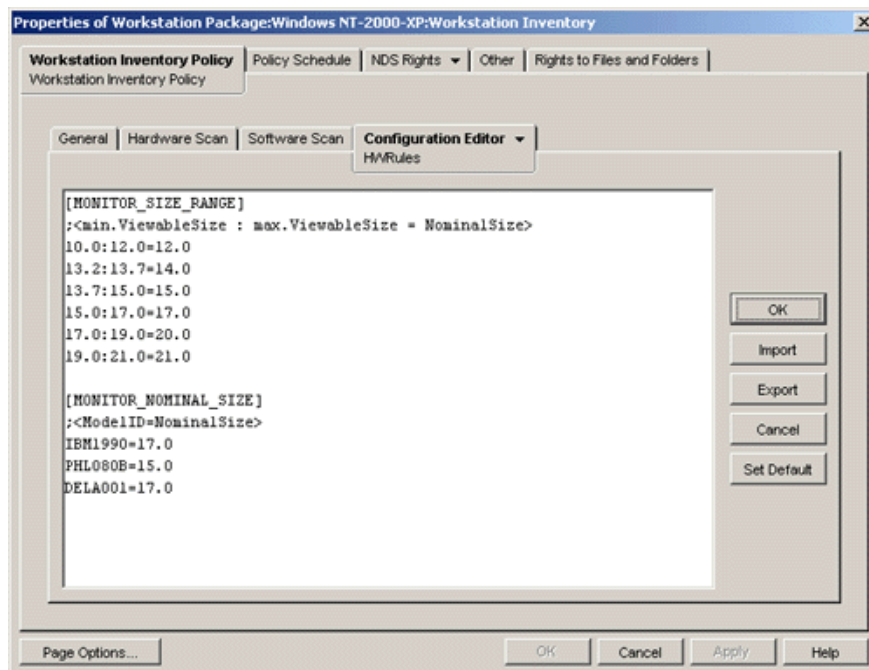 Properties of Workstation Package:Windows NT-2000-XP:Workstation Inventory
Workstation Inventory Policy
Policy Schedule
NDS Rights
Other
Rights to Files and Folders
Workstation Inventory Policy
General
Hardware Scan
Software Scan
Configuration Editor
HWRules
[MONITOR_SIZE_RANGE]
;<min.ViewableSize : max.ViewableSize = NominalSize>
10.0:12.0=12.0
13.2:13.7=14.0
13.7:15.0=15.0
15.0:17.0=17.0
17.0:19.0=20.0
19.0:21.0=21.0
[MONITOR_NOMINAL_SIZE]
;<ModelID=NominalSize>
IBM1990=17.0
PHL080B=15.0
DELA001=17.0
OK
Import
Export
Cancel
Set Default
Page Options...
OK
Cancel
Apply
Help